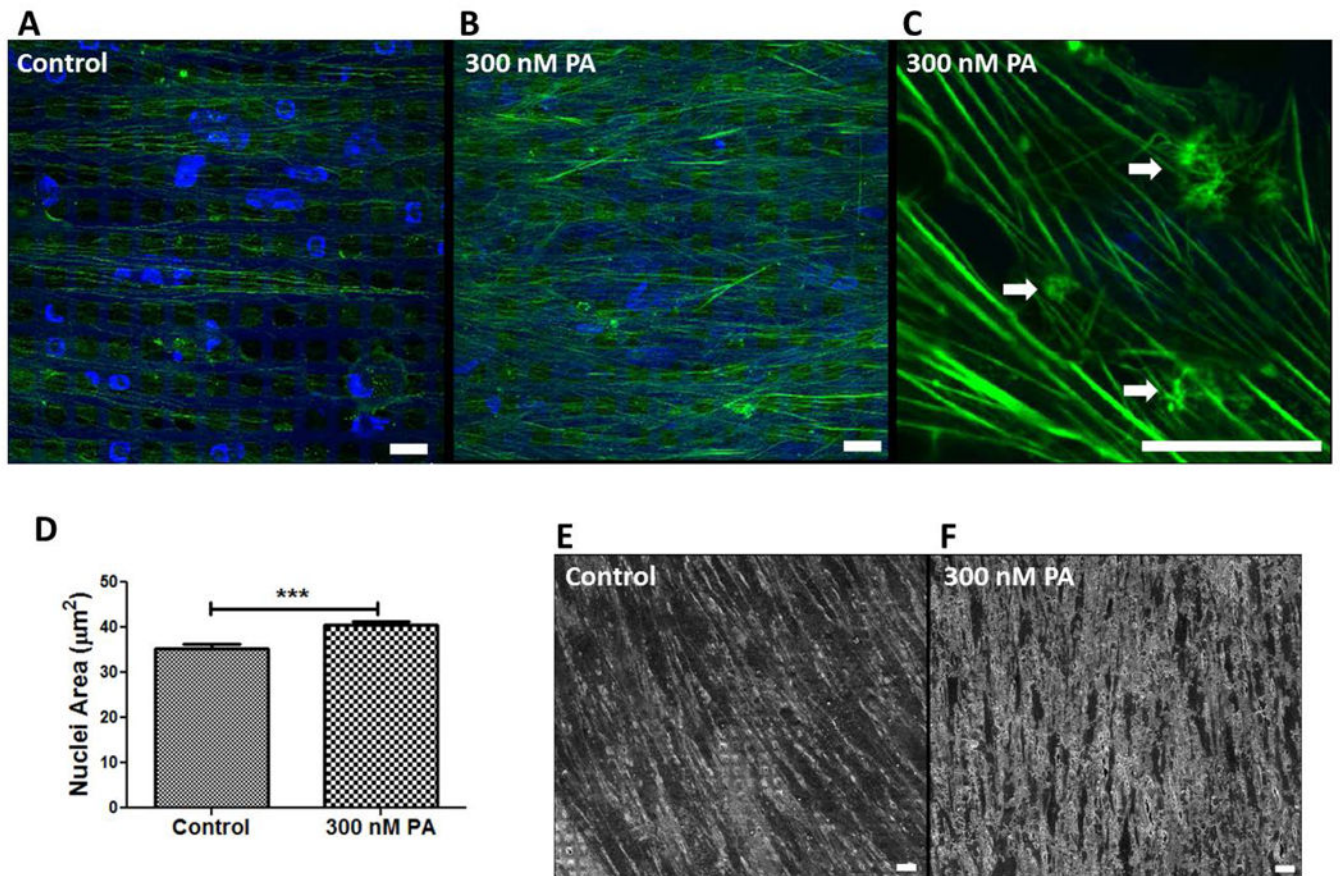 A
Control
B
300 nM PA
C
300 nM PA
D
Nuclei Area (μm²)
50
40
30
20
10
0
***
Control
300 nM PA
E
Control
F
300 nM PA